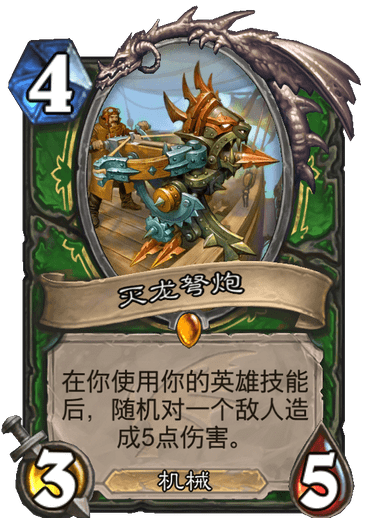 4
灭龙弩炮
在你使用你的英雄技能
后，随机对一个敌人造
成5点伤害。
3
机械
5